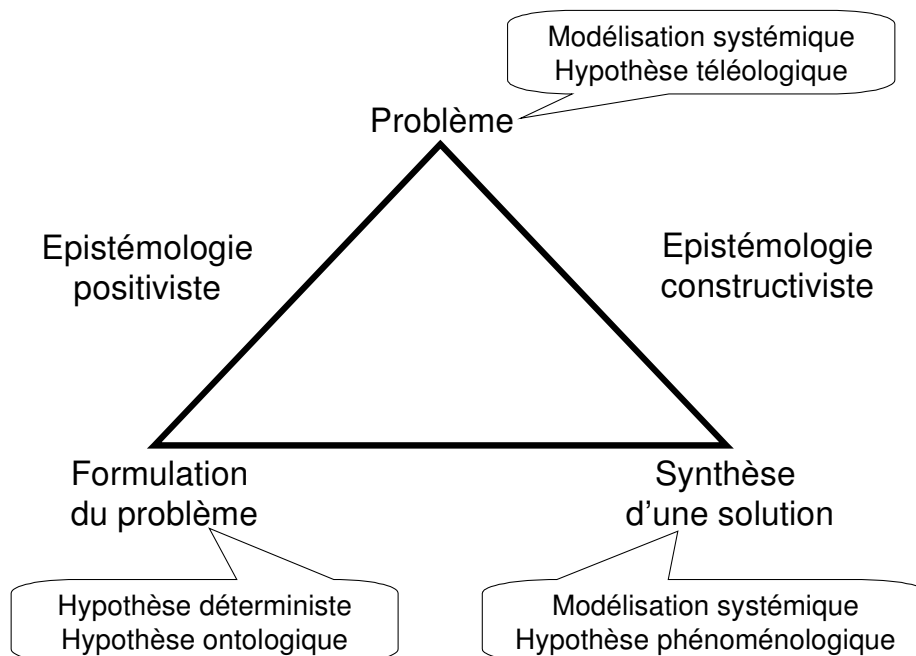 Modélisation systémique
Hypothèse téléologique
Problème
Epistémologie
positiviste
Epistémologie
constructiviste
Formulation
du problème
Synthèse
d'une solution
Hypothèse déterministe
Hypothèse ontologique
Modélisation systémique
Hypothèse phénoménologique